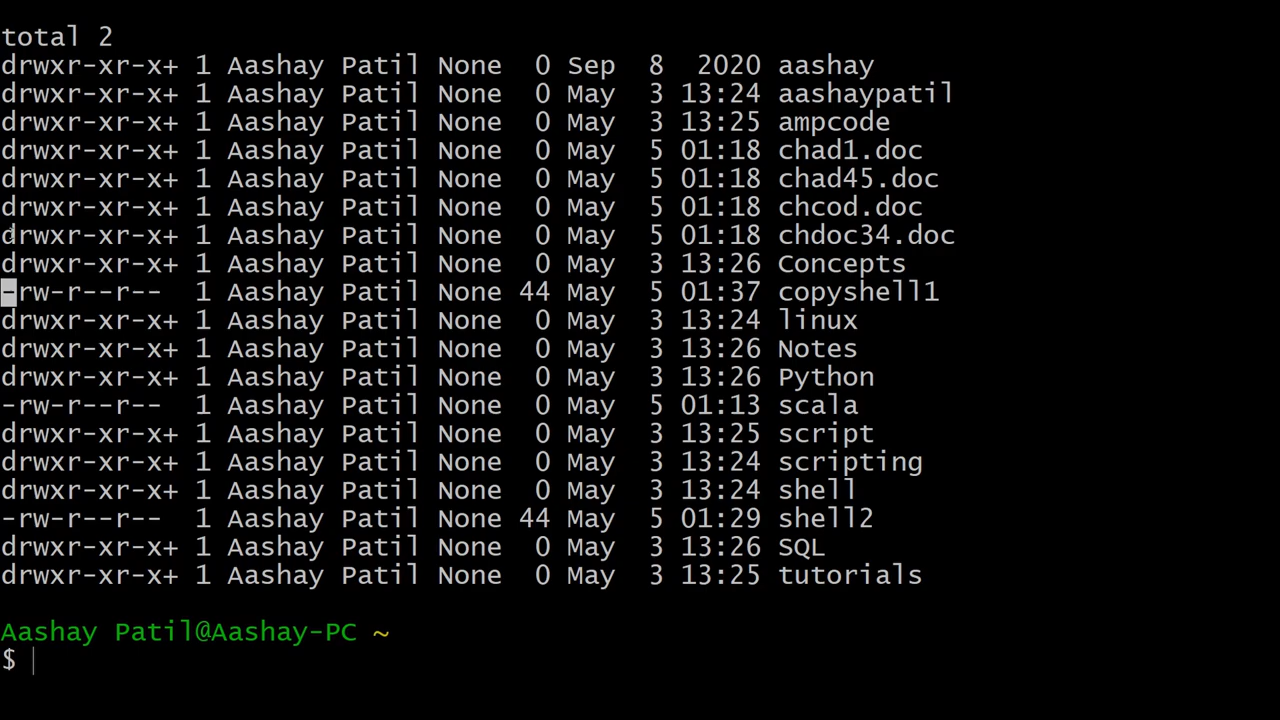 total 2
drwxr-xr-x+ 1 Aashay Patil None  0 Sep  8  2020 aashay
drwxr-xr-x+ 1 Aashay Patil None  0 May  3 13:24 aashaypatil
drwxr-xr-x+ 1 Aashay Patil None  0 May  3 13:25 ampcode
drwxr-xr-x+ 1 Aashay Patil None  0 May  5 01:18 chad1.doc
drwxr-xr-x+ 1 Aashay Patil None  0 May  5 01:18 chad45.doc
drwxr-xr-x+ 1 Aashay Patil None  0 May  5 01:18 chcod.doc
drwxr-xr-x+ 1 Aashay Patil None  0 May  5 01:18 chdoc34.doc
drwxr-xr-x+ 1 Aashay Patil None  0 May  3 13:26 Concepts
-rw-r--r--  1 Aashay Patil None 44 May  5 01:37 copyshell1
drwxr-xr-x+ 1 Aashay Patil None  0 May  3 13:24 linux
drwxr-xr-x+ 1 Aashay Patil None  0 May  3 13:26 Notes
drwxr-xr-x+ 1 Aashay Patil None  0 May  3 13:26 Python
-rw-r--r--  1 Aashay Patil None  0 May  5 01:13 scala
drwxr-xr-x+ 1 Aashay Patil None  0 May  3 13:25 script
drwxr-xr-x+ 1 Aashay Patil None  0 May  3 13:24 scripting
drwxr-xr-x+ 1 Aashay Patil None  0 May  3 13:24 shell
-rw-r--r--  1 Aashay Patil None 44 May  5 01:29 shell2
drwxr-xr-x+ 1 Aashay Patil None  0 May  3 13:26 SQL
drwxr-xr-x+ 1 Aashay Patil None  0 May  3 13:25 tutorials
Aashay Patil@Aashay-PC ~
$